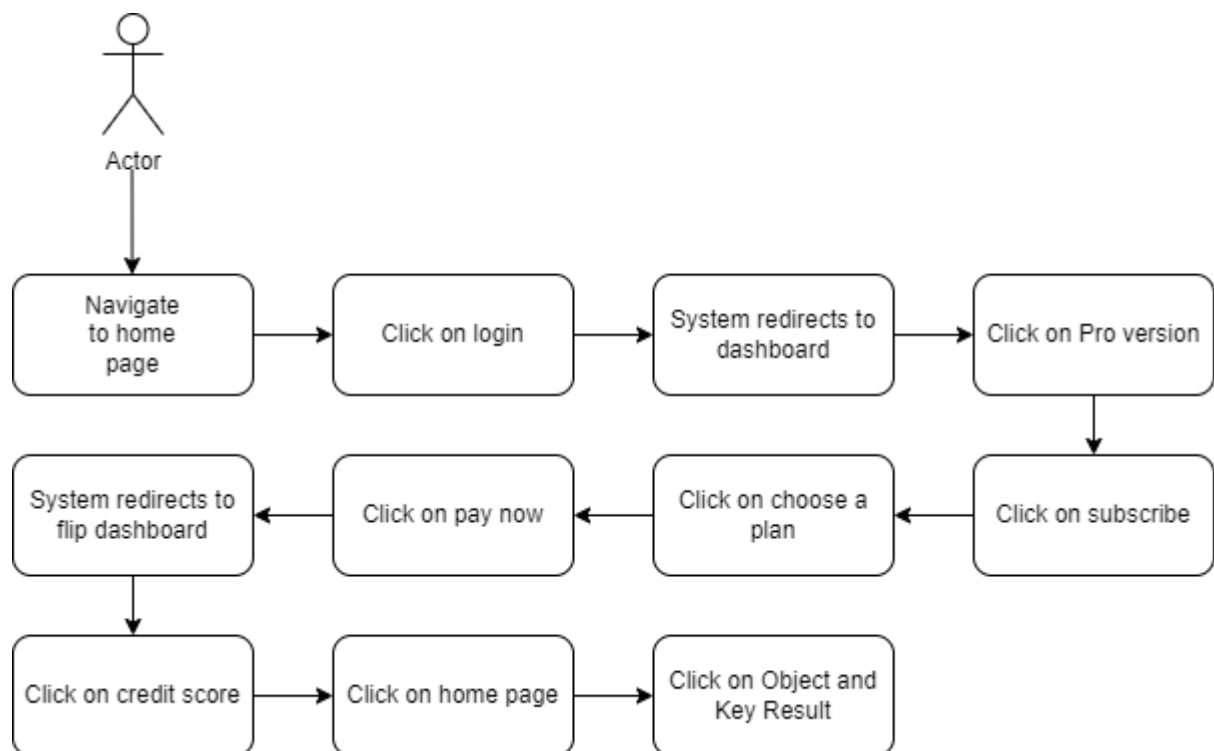 Actor
Navigate
to home
page
Click on login
System redirects to
dashboard
Click on Pro version
Click on subscribe
Click on choose a
plan
Click on pay now
System redirects to
flip dashboard
Click on credit score
Click on home page
Click on Object and
Key Result